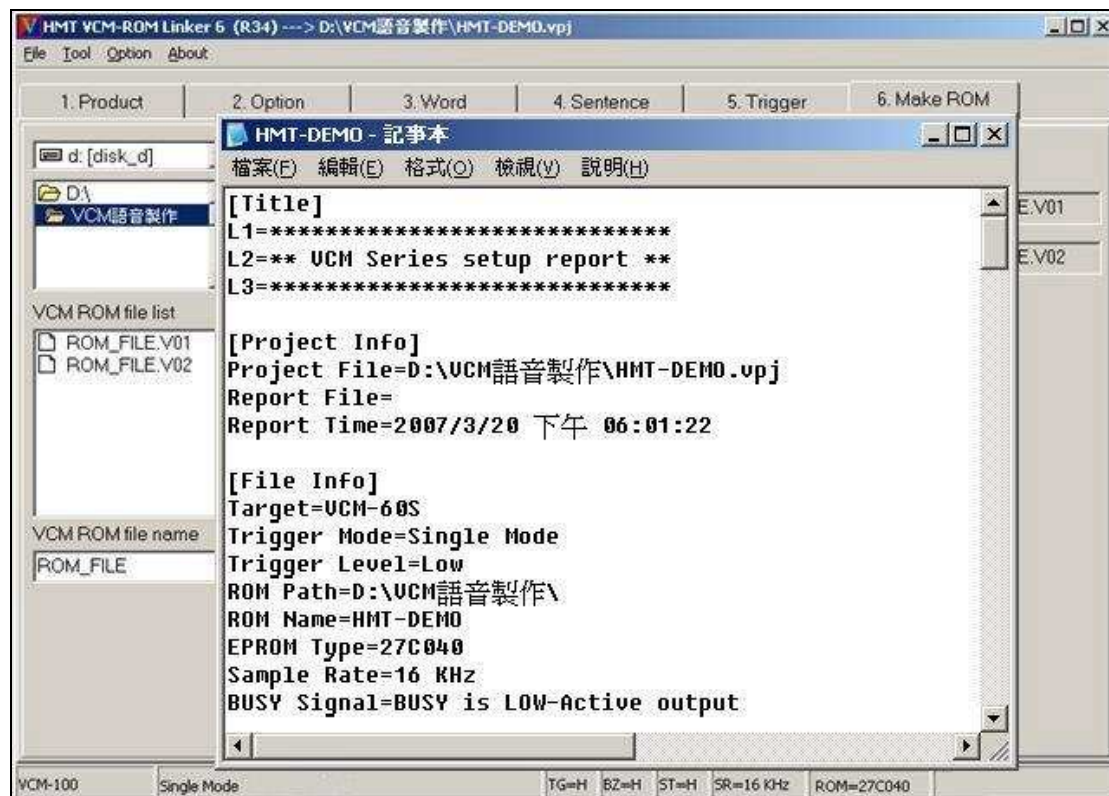 HMT VCM-ROM Linker 6 (R34) ---> D:\VCM語音製作\HMT-DEMO.vpj
File Tool Option About
1. Product
2. Option
3. Word
4. Sentence
5. Trigger
6. Make ROM
d: [disk_d]
D:\
VCM語音製作
VCM ROM file list
ROM_FILE.V01
ROM_FILE.V02
VCM ROM file name
ROM_FILE
E.V01
E.V02
HMT-DEMO - 記事本
檔案(F) 編輯(E) 格式(O) 檢視(V) 說明(H)
[Title]
L1=*****************************
L2=** VCM Series setup report **
L3=*****************************
[Project Info]
Project File=D:\VCM語音製作\HMT-DEMO.vpj
Report File=
Report Time=2007/3/20 下午 06:01:22
[File Info]
Target=VCM-60S
Trigger Mode=Single Mode
Trigger Level=Low
ROM Path=D:\VCM語音製作\
ROM Name=HMT-DEMO
EPROM Type=27C040
Sample Rate=16 KHz
BUSY Signal=BUSY is LOW-Active output
VCM-100
Single Mode
TG=H BZ=H ST=H SR=16 KHz ROM=27C040